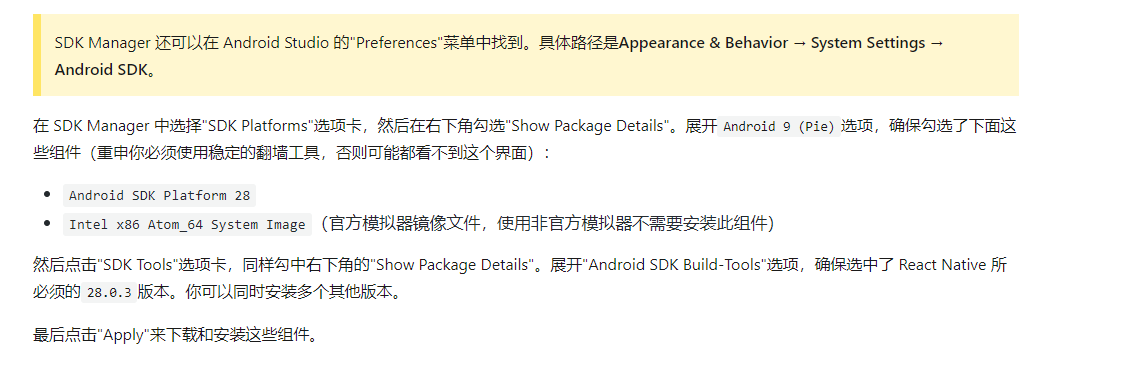 SDK Manager 还可以在 Android Studio 的"Preferences"菜单中找到。具体路径是Appearance & Behavior → System Settings →
Android SDK。
在 SDK Manager 中选择"SDK Platforms"选项卡，然后在右下角勾选"Show Package Details"。展开 Android 9 (Pie) 选项，确保勾选了下面这
些组件（重申你必须使用稳定的翻墙工具，否则可能都看不到这个界面）：
• Android SDK Platform 28
• Intel x86 Atom_64 System Image（官方模拟器镜像文件，使用非官方模拟器不需要安装此组件）
然后点击"SDK Tools"选项卡，同样勾中右下角的"Show Package Details"。展开"Android SDK Build-Tools"选项，确保选中了 React Native 所
必须的 28.0.3 版本。你可以同时安装多个其他版本。
最后点击"Apply"来下载和安装这些组件。